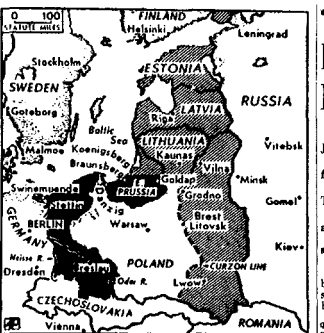 0 100
STATUTE MILES
FINLAND
Helsinki
Leningrad
Stockholm
ESTONIA
SWEDEN
Goteborg
LATVIA
RUSSIA
Riga
Baltic
Sea
LITHUANIA
Malmoe
Koenigsberg
Kaunas
Vitebsk
Braunsberg
Vilna
Swinemuende
E.
PRUSSIA
Goldap
Minsk
Danzig
Stettin
Grodno
Gomel
GERMANY
BERLIN
Warsaw
Brest
Litovsk
Kiev
Neisse R.
POLAND
CURZON LINE
Dresden
Breslau
Oder R.
Lwow
CZECHOSLOVAKIA
Vienna
ROMANIA